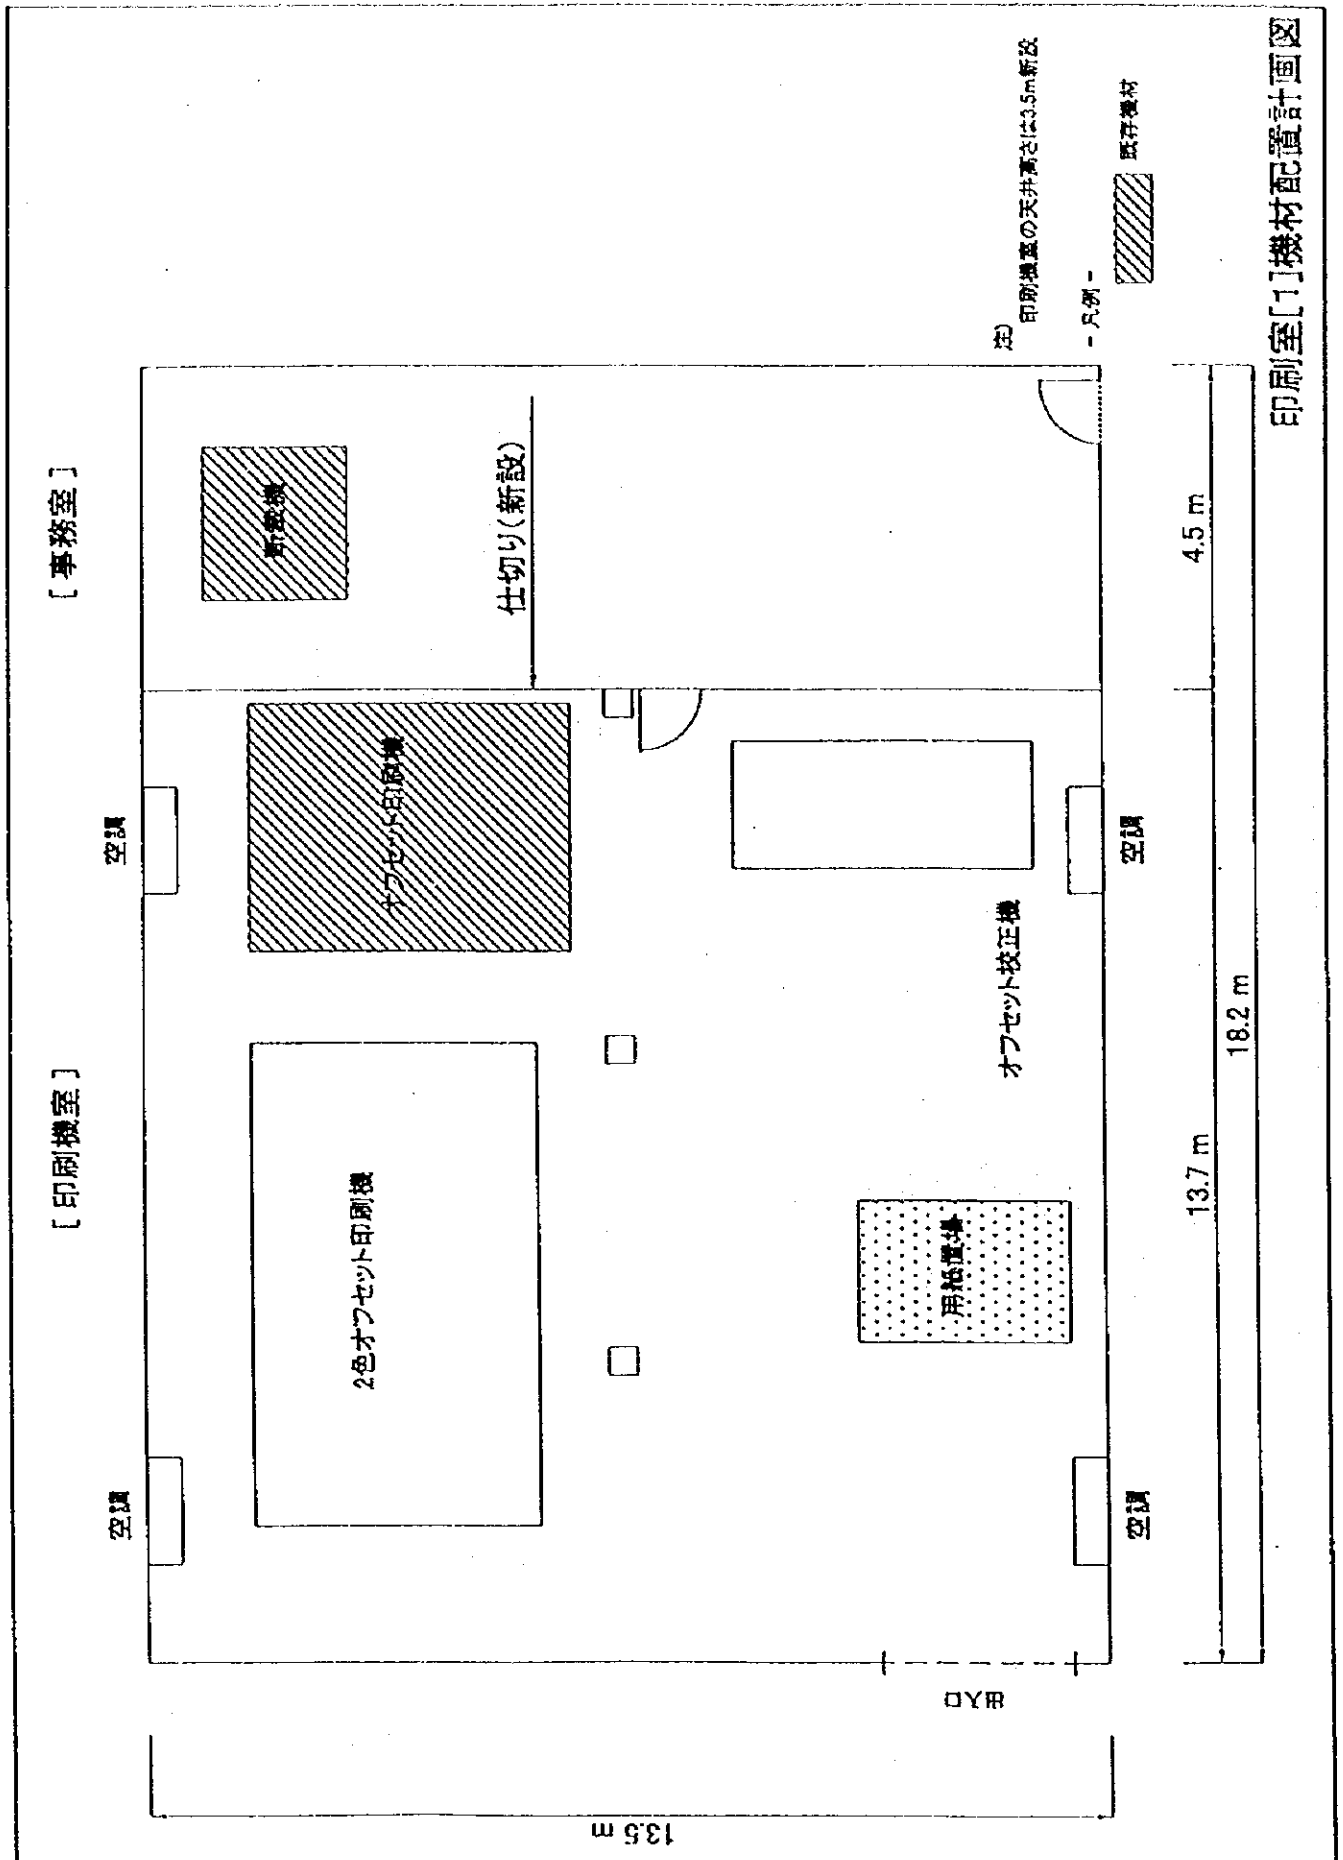 [ 印刷機室 ]
[ 事務室 ]
空調
空調
2色オフセット印刷機
オフセット印刷機
断裁機
仕切り(新設)
用紙置場
オフセット校正機
出入口
空調
空調
13.5 m
13.7 m
4.5 m
18.2 m
注)
印刷機室の天井高さは3.5m新設
- 凡例 -
既存機材
印刷室[1]機材配置計画図